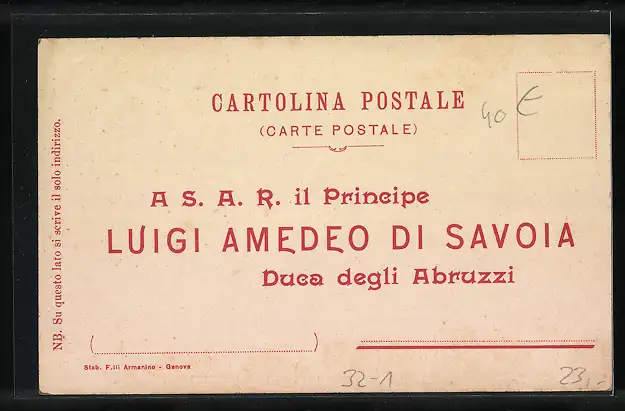 CARTOLINA POSTALE
(CARTE POSTALE)
40 €
A S. A. R. il Principe
LUIGI AMEDEO DI SAVOIA
Duca degli Abruzzi
NB. Su questo lato si scrive il solo indirizzo.
Stab. F.lli Armanino - Genova
32-1
23,-